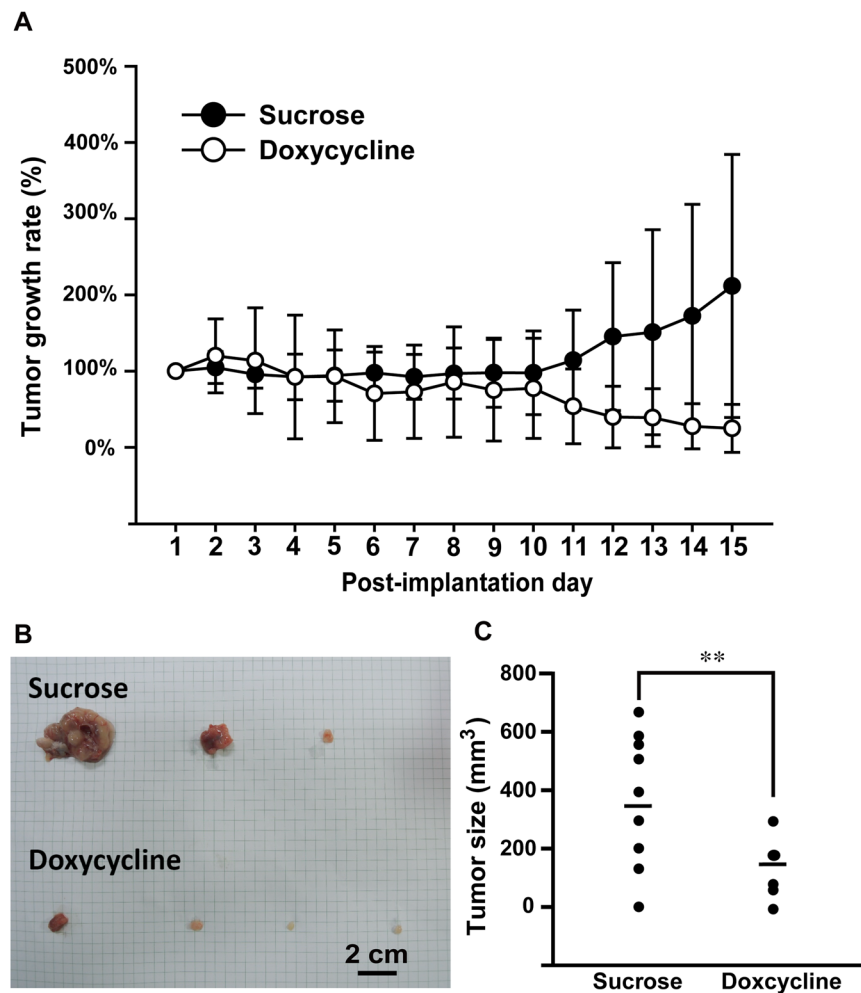 A
500%
400%
300%
200%
100%
0%
Tumor growth rate (%)
Sucrose
Doxycycline
1 2 3 4 5 6 7 8 9 10 11 12 13 14 15
Post-implantation day
B
Sucrose
Doxycycline
2 cm
C
800
600
400
200
0
Tumor size (mm³)
**
Sucrose Doxcycline